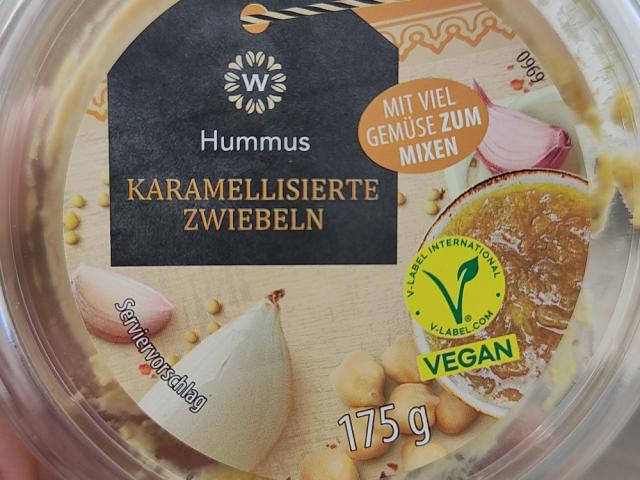 W
Hummus
KARAMELLISIERTE
ZWIEBELN
MIT VIEL
GEMÜSE ZUM
MIXEN
0969
V-LABEL INTERNATIONAL
V-LABEL.COM
®
VEGAN
Serviervorschlag
175 g